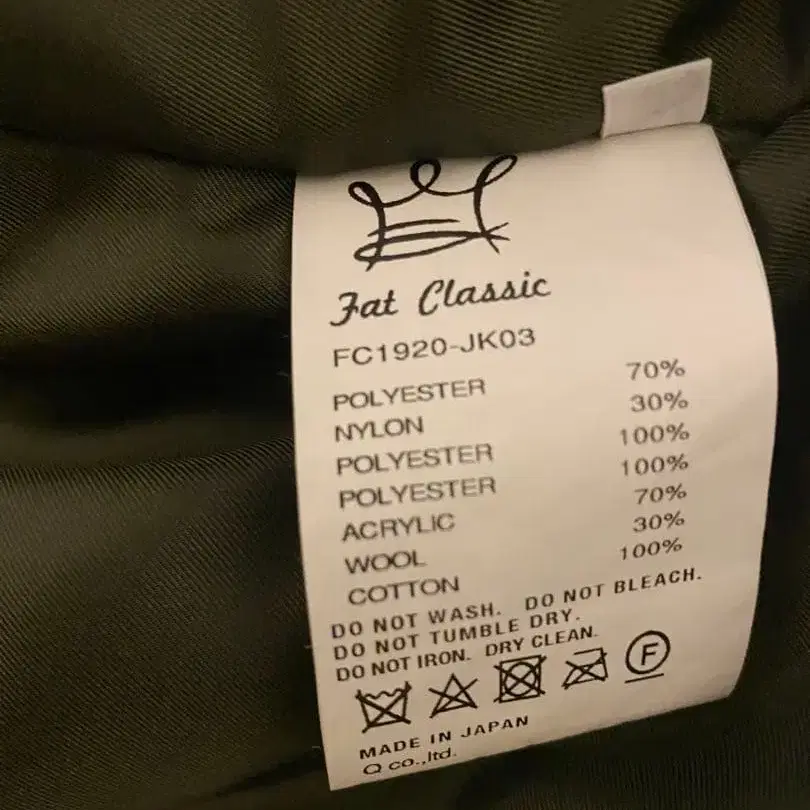 Fat Classic
FC1920-JK03
POLYESTER 70%
NYLON 30%
POLYESTER 100%
POLYESTER 100%
ACRYLIC 70%
WOOL 30%
COTTON 100%
DO NOT WASH. DO NOT BLEACH.
DO NOT TUMBLE DRY.
DO NOT IRON. DRY CLEAN.
F
MADE IN JAPAN
Q co.,ltd.